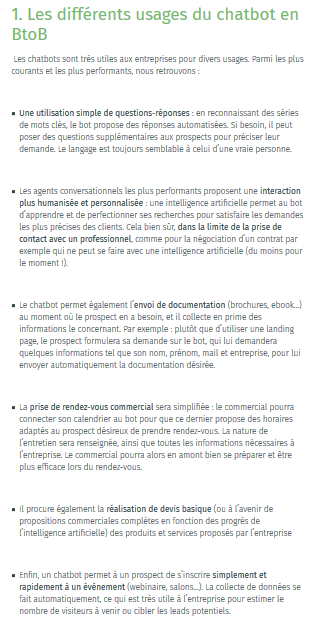 1. Les différents usages du chatbot en
BtoB
Les chatbots sont très utiles aux entreprises pour divers usages. Parmi les plus
courants et les plus performants, nous retrouvons :
▪ Une utilisation simple de questions-réponses : en reconnaissant des séries
de mots clés, le bot propose des réponses automatisées. Si besoin, il peut
poser des questions supplémentaires aux prospects pour préciser leur
demande. Le langage est toujours semblable à celui d'une vraie personne.
▪ Les agents conversationnels les plus performants proposent une interaction
plus humanisée et personnalisée : une intelligence artificielle permet au bot
d'apprendre et de perfectionner ses recherches pour satisfaire les demandes
les plus précises des clients. Cela bien sûr, dans la limite de la prise de
contact avec un professionnel, comme pour la négociation d'un contrat par
exemple qui ne peut se faire avec une intelligence artificielle (du moins pour
le moment !).
▪ Le chatbot permet également l'envoi de documentation (brochures, ebook...)
au moment où le prospect en a besoin, et il collecte en prime des
informations le concernant. Par exemple : plutôt que d'utiliser une landing
page, le prospect formulera sa demande sur le bot, qui lui demandera
quelques informations tel que son nom, prénom, mail et entreprise, pour lui
envoyer automatiquement la documentation désirée.
▪ La prise de rendez-vous commercial sera simplifiée : le commercial pourra
connecter son calendrier au bot pour que ce dernier propose des horaires
adaptés au prospect désireux de prendre rendez-vous. La nature de
l'entretien sera renseignée, ainsi que toutes les informations nécessaires à
l'entreprise. Le commercial pourra alors en amont bien se préparer et être
plus efficace lors du rendez-vous.
▪ Il procure également la réalisation de devis basique (ou à l'avenir de
propositions commerciales complètes en fonction des progrès de
l'intelligence artificielle) des produits et services proposés par l'entreprise
▪ Enfin, un chatbot permet à un prospect de s'inscrire simplement et
rapidement à un événement (webinaire, salons...). La collecte de données se
fait automatiquement, ce qui est très utile à l'entreprise pour estimer le
nombre de visiteurs à venir ou cibler les leads potentiels.